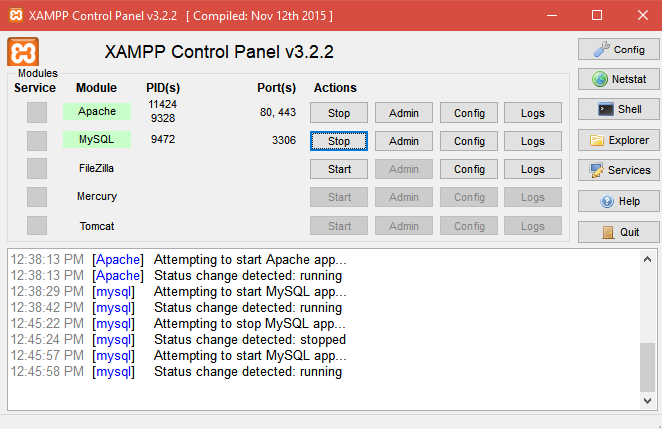 XAMPP Control Panel v3.2.2 [ Compiled: Nov 12th 2015 ]
XAMPP Control Panel v3.2.2
Config
Modules
Service Module PID(s) Port(s) Actions
Netstat
Apache 11424 9328 80, 443 Stop Admin Config Logs
Shell
MySQL 9472 3306 Stop Admin Config Logs
Explorer
FileZilla Start Admin Config Logs
Services
Mercury Start Admin Config Logs
Help
Tomcat Start Admin Config Logs
Quit
12:38:13 PM [Apache] Attempting to start Apache app...
12:38:13 PM [Apache] Status change detected: running
12:38:29 PM [mysql] Attempting to start MySQL app...
12:38:42 PM [mysql] Status change detected: running
12:45:22 PM [mysql] Attempting to stop MySQL app...
12:45:24 PM [mysql] Status change detected: stopped
12:45:57 PM [mysql] Attempting to start MySQL app...
12:45:58 PM [mysql] Status change detected: running